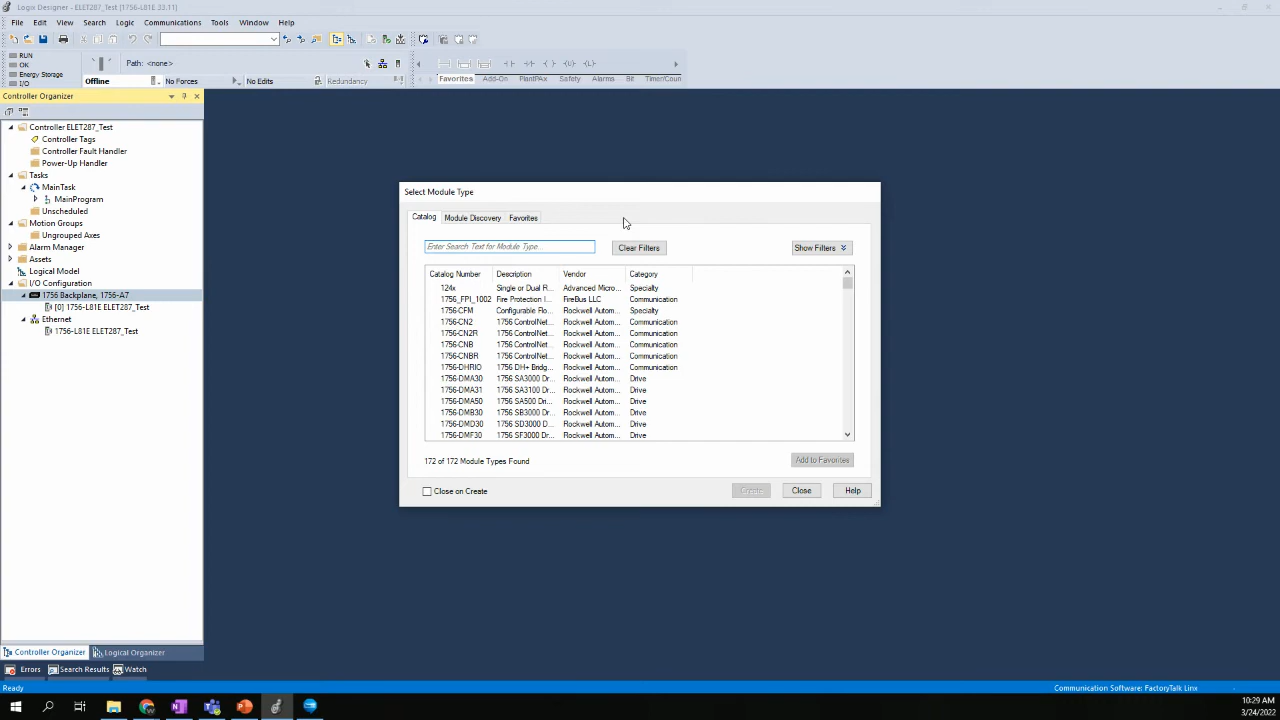 Logix Designer - ELET287_Test [1756-L81E 33.11]
File Edit View Search Logic Communications Tools Window Help
RUN
OK
Energy Storage
I/O
Path: <none>
Offline No Forces No Edits Redundancy
Favorites Add-On PlantPAx Safety Alarms Bit Timer/Coun
Controller Organizer
Controller ELET287_Test
Controller Tags
Controller Fault Handler
Power-Up Handler
Tasks
MainTask
MainProgram
Unscheduled
Motion Groups
Ungrouped Axes
Alarm Manager
Assets
Logical Model
I/O Configuration
1756 Backplane, 1756-A7
[0] 1756-L81E ELET287_Test
Ethernet
1756-L81E ELET287_Test
Controller Organizer Logical Organizer
Errors Search Results Watch
Select Module Type
Catalog Module Discovery Favorites
Enter Search Text for Module Type... Clear Filters Show Filters
Catalog Number Description Vendor Category
124x Single or Dual R... Advanced Micro... Specialty
1756_FPI_1002 Fire Protection I... FireBus LLC Communication
1756-CFM Configurable Flo... Rockwell Autom... Specialty
1756-CN2 1756 ControlNet... Rockwell Autom... Communication
1756-CN2R 1756 ControlNet... Rockwell Autom... Communication
1756-CNB 1756 ControlNet... Rockwell Autom... Communication
1756-CNBR 1756 ControlNet... Rockwell Autom... Communication
1756-DHRIO 1756 DH+ Bridg... Rockwell Autom... Communication
1756-DMA30 1756 SA3000 Dr... Rockwell Autom... Drive
1756-DMA31 1756 SA3100 Dr... Rockwell Autom... Drive
1756-DMA50 1756 SA500 Dri... Rockwell Autom... Drive
1756-DMB30 1756 SB3000 Dr... Rockwell Autom... Drive
1756-DMD30 1756 SD3000 D... Rockwell Autom... Drive
1756-DMF30 1756 SF3000 Dr... Rockwell Autom... Drive
172 of 172 Module Types Found Add to Favorites
Close on Create Create Close Help
Ready Communication Software: FactoryTalk Linx
10:29 AM
3/24/2022